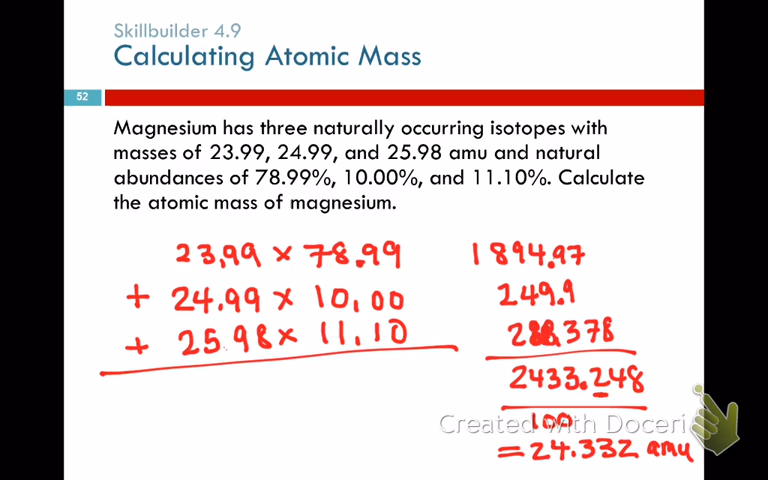 Skillbuilder 4.9
Calculating Atomic Mass
52
Magnesium has three naturally occurring isotopes with
masses of 23.99, 24.99, and 25.98 amu and natural
abundances of 78.99%, 10.00%, and 11.10%. Calculate
the atomic mass of magnesium.
23.99 × 78.99 1894.97
+ 24.99 × 10.00 249.9
+ 25.98 × 11.10 288.378
2433.248
100
Created with Doceri
= 24.332 amu